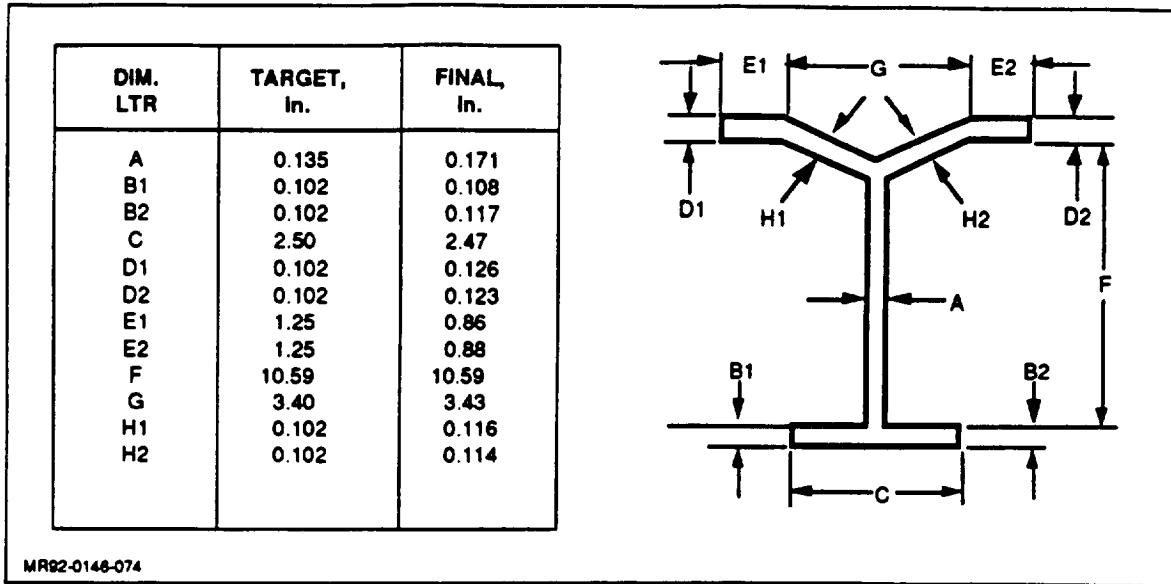 DIM. LTR TARGET, In. FINAL, In.
A 0.135 0.171
B1 0.102 0.108
B2 0.102 0.117
C 2.50 2.47
D1 0.102 0.126
D2 0.102 0.123
E1 1.25 0.86
E2 1.25 0.88
F 10.59 10.59
G 3.40 3.43
H1 0.102 0.116
H2 0.102 0.114
E1 G E2
D1 H1 H2 D2
F
A
B1 B2
C
MR92-0146-074